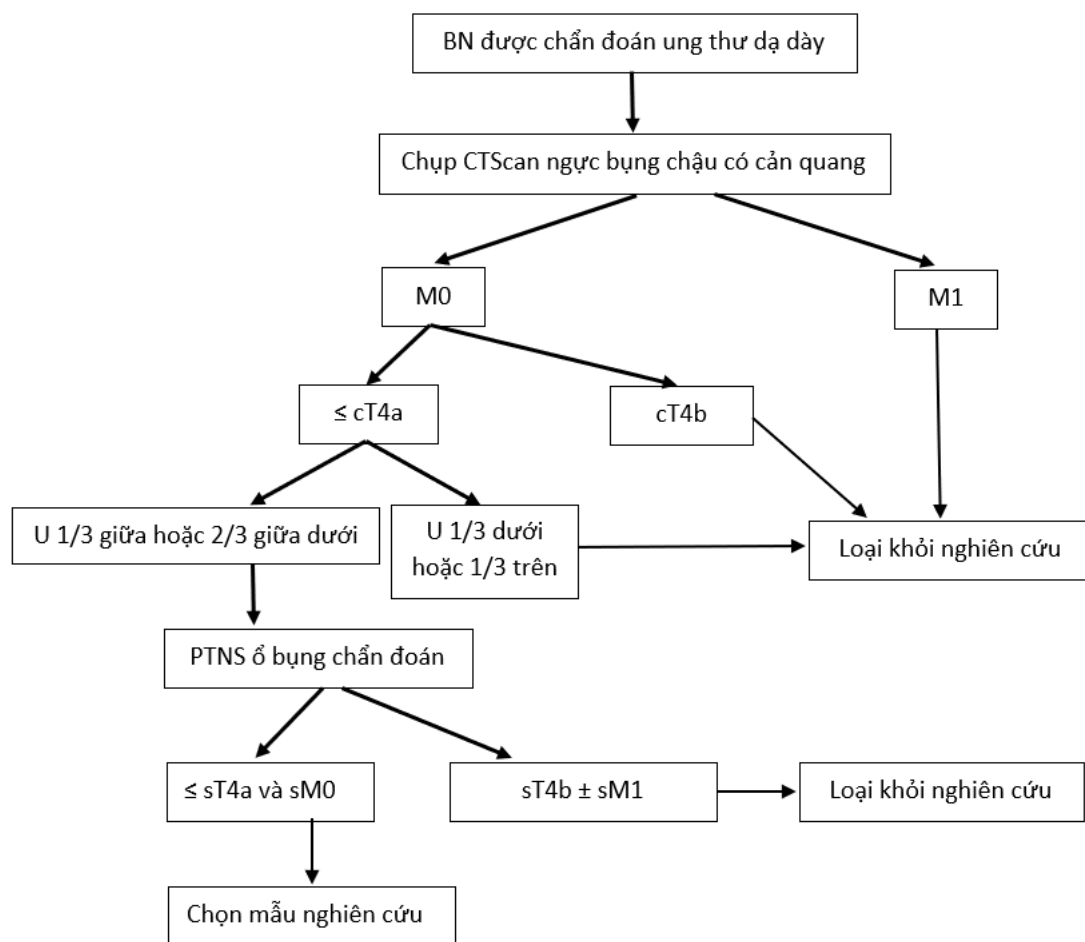 BN được chẩn đoán ung thư dạ dày
Chụp CTScan ngực bụng chậu có cản quang
M0
M1
≤ cT4a
cT4b
U 1/3 giữa hoặc 2/3 giữa dưới
U 1/3 dưới
hoặc 1/3 trên
Loại khỏi nghiên cứu
PTNS ổ bụng chẩn đoán
≤ sT4a và sM0
sT4b ± sM1
Loại khỏi nghiên cứu
Chọn mẫu nghiên cứu